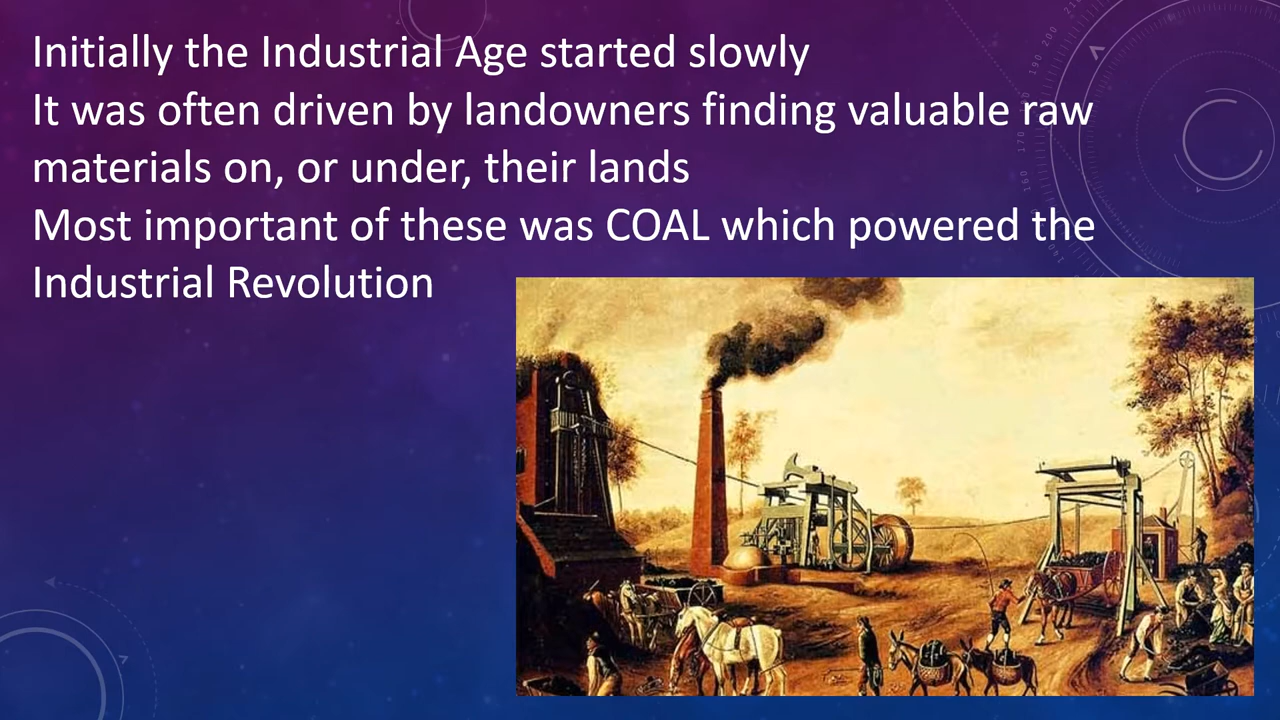 Initially the Industrial Age started slowly
It was often driven by landowners finding valuable raw
materials on, or under, their lands
Most important of these was COAL which powered the
Industrial Revolution